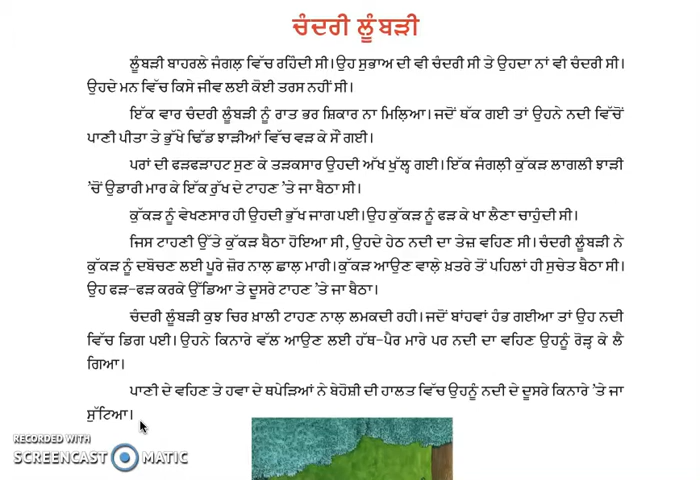 ਚੰਦਰੀ ਲੂੰਬੜੀ
ਲੂੰਬੜੀ ਬਾਹਰਲੇ ਜੰਗਲ਼ ਵਿੱਚ ਰਹਿੰਦੀ ਸੀ। ਉਹ ਸੁਭਾਅ ਦੀ ਵੀ ਚੰਦਰੀ ਸੀ ਤੇ ਉਹਦਾ ਨਾਂ ਵੀ ਚੰਦਰੀ ਸੀ।
ਉਹਦੇ ਮਨ ਵਿੱਚ ਕਿਸੇ ਜੀਵ ਲਈ ਕੋਈ ਤਰਸ ਨਹੀਂ ਸੀ।
ਇੱਕ ਵਾਰ ਚੰਦਰੀ ਲੂੰਬੜੀ ਨੂੰ ਰਾਤ ਭਰ ਸ਼ਿਕਾਰ ਨਾ ਮਿਲ਼ਿਆ। ਜਦੋਂ ਥੱਕ ਗਈ ਤਾਂ ਉਹਨੇ ਨਦੀ ਵਿੱਚੋਂ
ਪਾਣੀ ਪੀਤਾ ਤੇ ਭੁੱਖੇ ਢਿੱਡ ਝਾੜੀਆਂ ਵਿੱਚ ਵੜ ਕੇ ਸੌਂ ਗਈ।
ਪਰਾਂ ਦੀ ਫੜਫੜਾਹਟ ਸੁਣ ਕੇ ਤੜਕਸਾਰ ਉਹਦੀ ਅੱਖ ਖੁੱਲ੍ਹ ਗਈ। ਇੱਕ ਜੰਗਲ਼ੀ ਕੁੱਕੜ ਲਾਗਲੀ ਝਾੜੀ
’ਚੋਂ ਉਡਾਰੀ ਮਾਰ ਕੇ ਇੱਕ ਰੁੱਖ ਦੇ ਟਾਹਣ ’ਤੇ ਜਾ ਬੈਠਾ ਸੀ।
ਕੁੱਕੜ ਨੂੰ ਵੇਖਣਸਾਰ ਹੀ ਉਹਦੀ ਭੁੱਖ ਜਾਗ ਪਈ। ਉਹ ਕੁੱਕੜ ਨੂੰ ਫੜ ਕੇ ਖਾ ਲੈਣਾ ਚਾਹੁੰਦੀ ਸੀ।
ਜਿਸ ਟਾਹਣੀ ਉੱਤੇ ਕੁੱਕੜ ਬੈਠਾ ਹੋਇਆ ਸੀ, ਉਹਦੇ ਹੇਠ ਨਦੀ ਦਾ ਤੇਜ਼ ਵਹਿਣ ਸੀ। ਚੰਦਰੀ ਲੂੰਬੜੀ ਨੇ
ਕੁੱਕੜ ਨੂੰ ਦਬੋਚਣ ਲਈ ਪੂਰੇ ਜ਼ੋਰ ਨਾਲ਼ ਛਾਲ਼ ਮਾਰੀ। ਕੁੱਕੜ ਆਉਣ ਵਾਲ਼ੇ ਖ਼ਤਰੇ ਤੋਂ ਪਹਿਲਾਂ ਹੀ ਸੁਚੇਤ ਬੈਠਾ ਸੀ।
ਉਹ ਫੜ-ਫੜ ਕਰਕੇ ਉੱਡਿਆ ਤੇ ਦੂਸਰੇ ਟਾਹਣ ’ਤੇ ਜਾ ਬੈਠਾ।
ਚੰਦਰੀ ਲੂੰਬੜੀ ਕੁਝ ਚਿਰ ਖ਼ਾਲੀ ਟਾਹਣ ਨਾਲ਼ ਲਮਕਦੀ ਰਹੀ। ਜਦੋਂ ਬਾਂਹਵਾਂ ਹੰਭ ਗਈਆ ਤਾਂ ਉਹ ਨਦੀ
ਵਿੱਚ ਡਿਗ ਪਈ। ਉਹਨੇ ਕਿਨਾਰੇ ਵੱਲ ਆਉਣ ਲਈ ਹੱਥ-ਪੈਰ ਮਾਰੇ ਪਰ ਨਦੀ ਦਾ ਵਹਿਣ ਉਹਨੂੰ ਰੋੜ੍ਹ ਕੇ ਲੈ
ਗਿਆ।
ਪਾਣੀ ਦੇ ਵਹਿਣ ਤੇ ਹਵਾ ਦੇ ਥਪੇੜਿਆਂ ਨੇ ਬੇਹੋਸ਼ੀ ਦੀ ਹਾਲਤ ਵਿੱਚ ਉਹਨੂੰ ਨਦੀ ਦੇ ਦੂਸਰੇ ਕਿਨਾਰੇ ’ਤੇ ਜਾ
ਸੁੱਟਿਆ।
RECORDED WITH
SCREENCAST MATIC